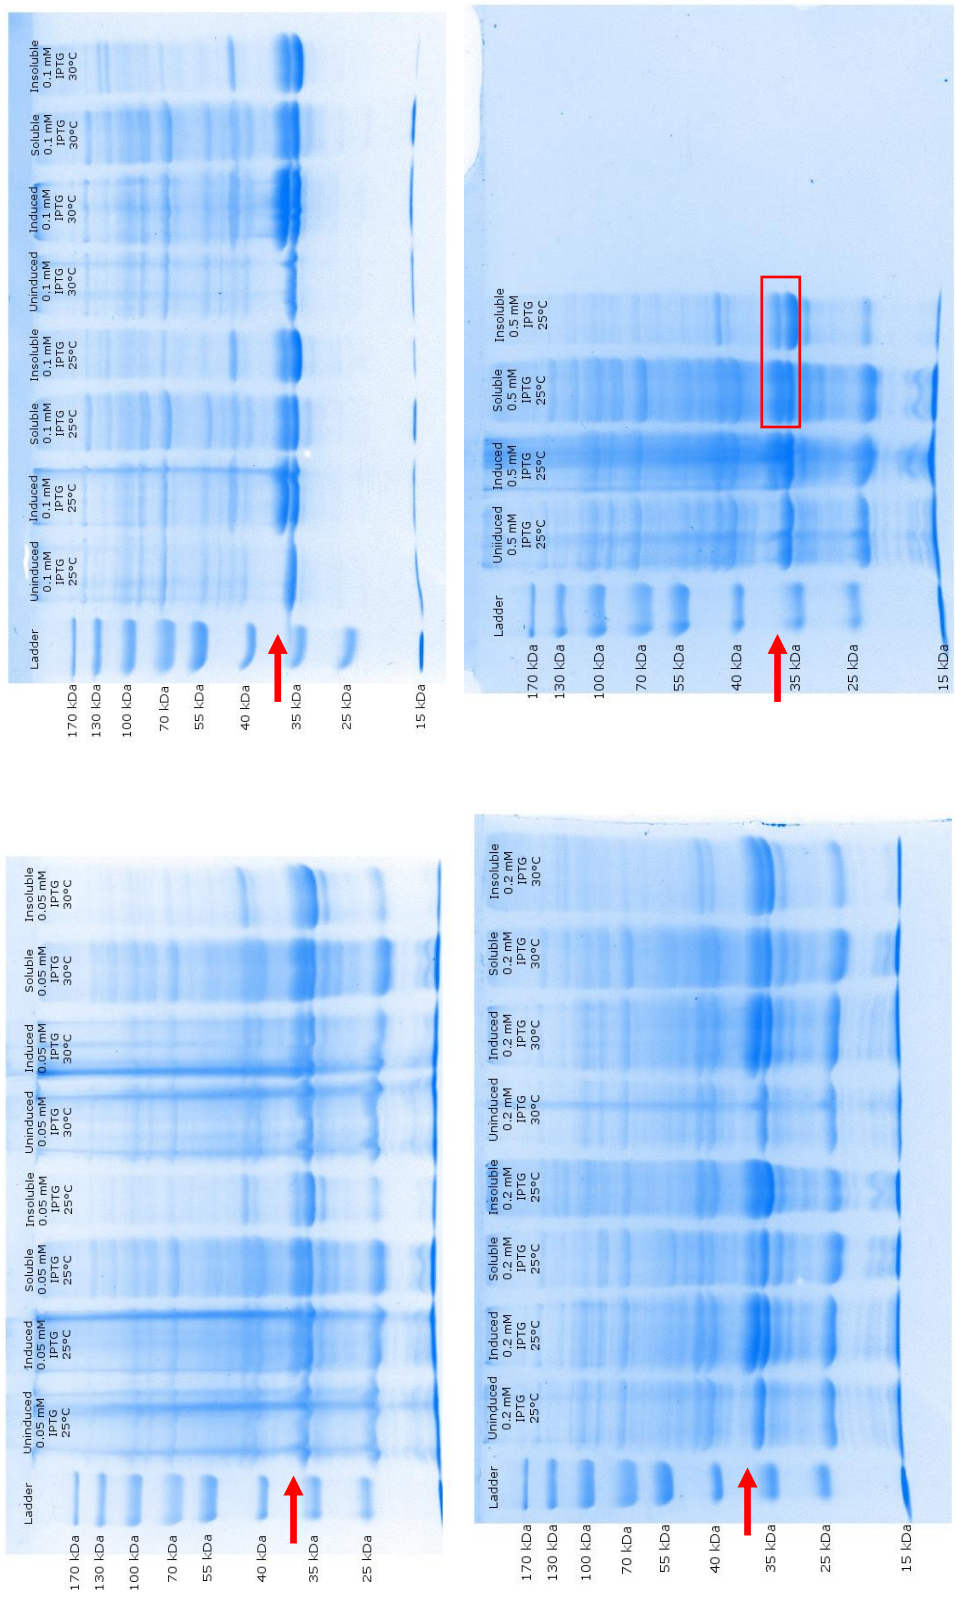 Ladder
Uninduced
0.05 mM
IPTG
25°C
Induced
0.05 mM
IPTG
25°C
Soluble
0.05 mM
IPTG
25°C
Insoluble
0.05 mM
IPTG
25°C
Uninduced
0.05 mM
IPTG
30°C
Induced
0.05 mM
IPTG
30°C
Soluble
0.05 mM
IPTG
30°C
Insoluble
0.05 mM
IPTG
30°C
170 kDa
130 kDa
100 kDa
70 kDa
55 kDa
40 kDa
35 kDa
25 kDa
Ladder
Uninduced
0.1 mM
IPTG
25°C
Induced
0.1 mM
IPTG
25°C
Soluble
0.1 mM
IPTG
25°C
Insoluble
0.1 mM
IPTG
25°C
Uninduced
0.1 mM
IPTG
30°C
Induced
0.1 mM
IPTG
30°C
Soluble
0.1 mM
IPTG
30°C
Insoluble
0.1 mM
IPTG
30°C
170 kDa
130 kDa
100 kDa
70 kDa
55 kDa
40 kDa
35 kDa
25 kDa
15 kDa
Ladder
Uninduced
0.2 mM
IPTG
25°C
Induced
0.2 mM
IPTG
25°C
Soluble
0.2 mM
IPTG
25°C
Insoluble
0.2 mM
IPTG
25°C
Uninduced
0.2 mM
IPTG
30°C
Induced
0.2 mM
IPTG
30°C
Soluble
0.2 mM
IPTG
30°C
Insoluble
0.2 mM
IPTG
30°C
170 kDa
130 kDa
100 kDa
70 kDa
55 kDa
40 kDa
35 kDa
25 kDa
15 kDa
Ladder
Uniiduced
0.5 mM
IPTG
25°C
Induced
0.5 mM
IPTG
25°C
Soluble
0.5 mM
IPTG
25°C
Insoluble
0.5 mM
IPTG
25°C
170 kDa
130 kDa
100 kDa
70 kDa
55 kDa
40 kDa
35 kDa
25 kDa
15 kDa